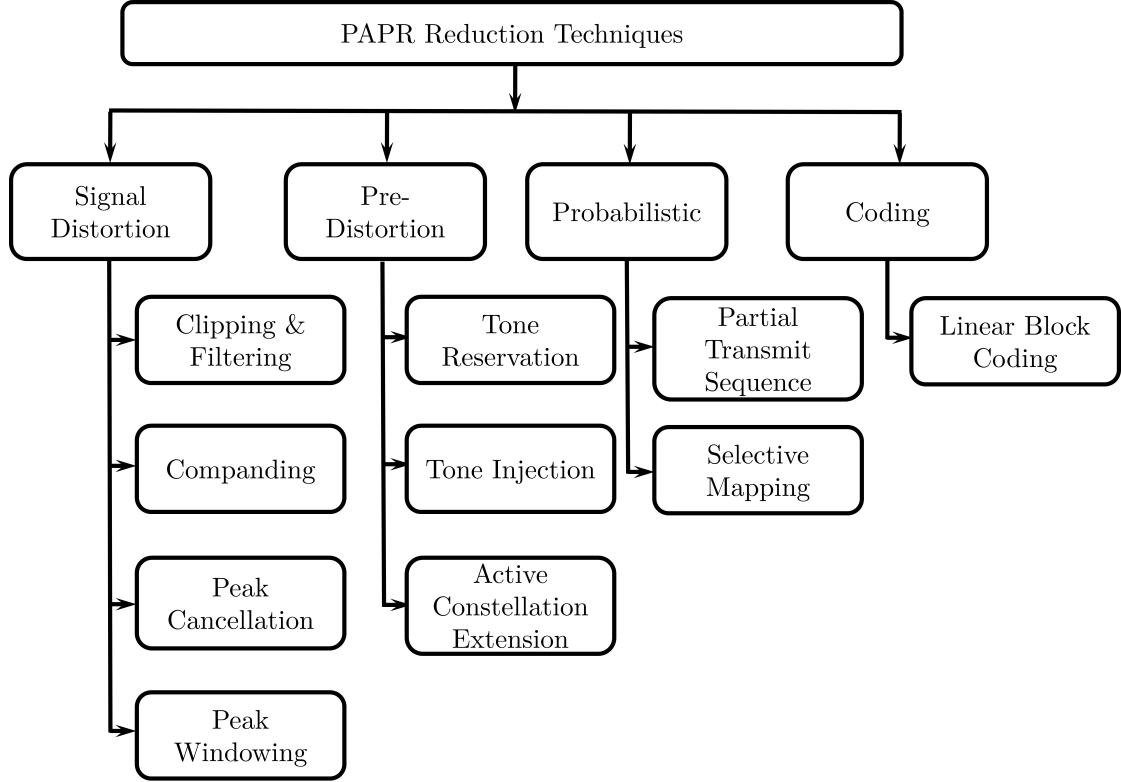 PAPR Reduction Techniques
Signal
Distortion
Pre-
Distortion
Probabilistic
Coding
Clipping &
Filtering
Companding
Peak
Cancellation
Peak
Windowing
Tone
Reservation
Tone Injection
Active
Constellation
Extension
Partial
Transmit
Sequence
Selective
Mapping
Linear Block
Coding